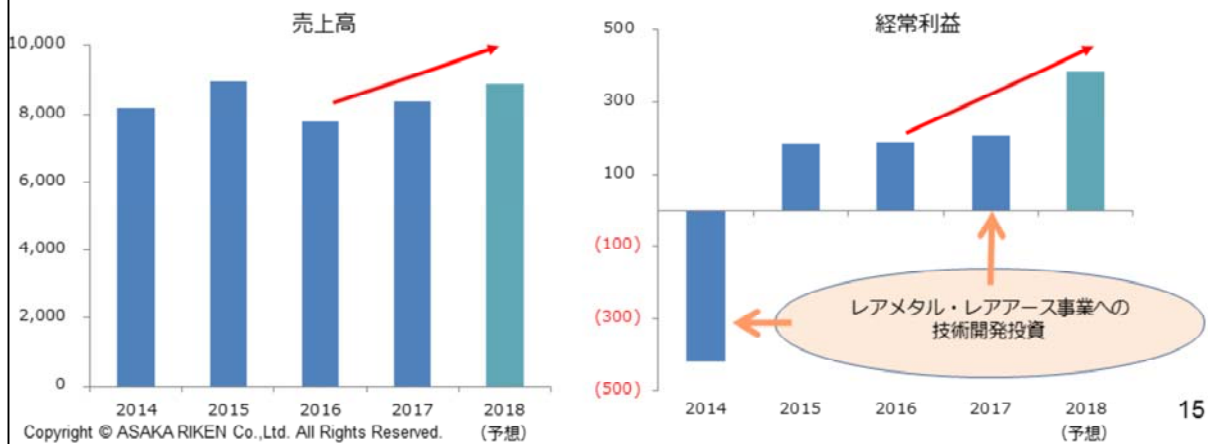 売上高
10,000
8,000
6,000
4,000
2,000
0
2014 2015 2016 2017 2018
(予想)
経常利益
500
300
100
(100)
(300)
(500)
レアメタル・レアアース事業への
技術開発投資
2014 2015 2016 2017 2018
(予想)
Copyright © ASAKA RIKEN Co.,Ltd. All Rights Reserved.
15